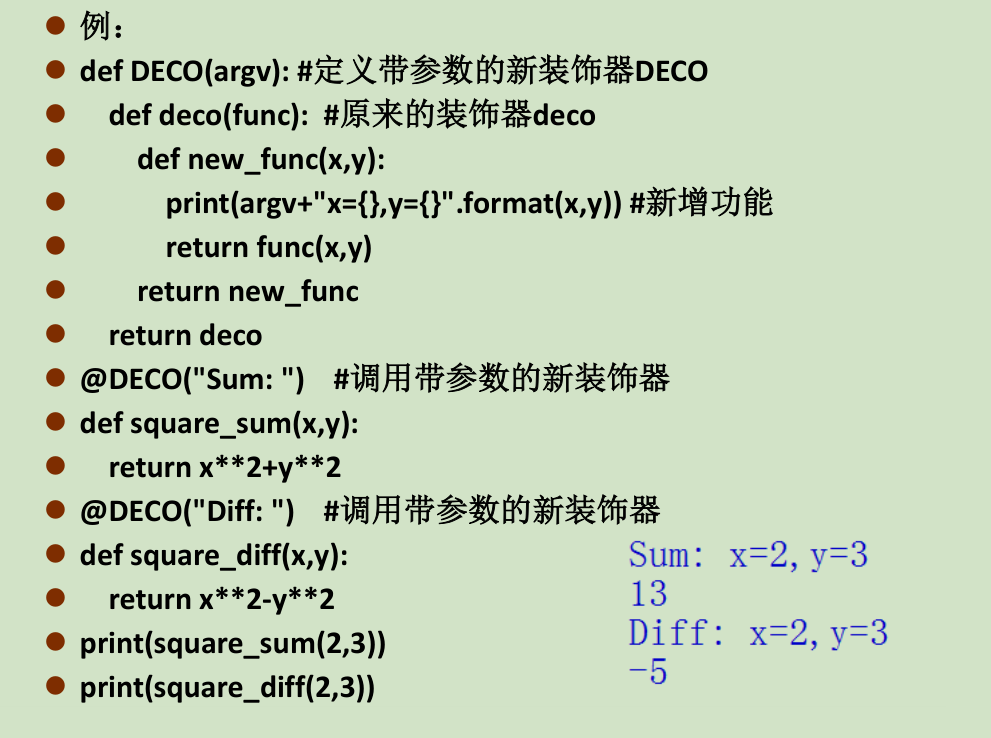 例：
def DECO(argv): #定义带参数的新装饰器DECO
def deco(func): #原来的装饰器deco
def new_func(x,y):
print(argv+"x={},y={}".format(x,y)) #新增功能
return func(x,y)
return new_func
return deco
@DECO("Sum: ") #调用带参数的新装饰器
def square_sum(x,y):
return x**2+y**2
@DECO("Diff: ") #调用带参数的新装饰器
def square_diff(x,y):
return x**2-y**2
print(square_sum(2,3))
print(square_diff(2,3))
Sum: x=2,y=3
13
Diff: x=2,y=3
-5